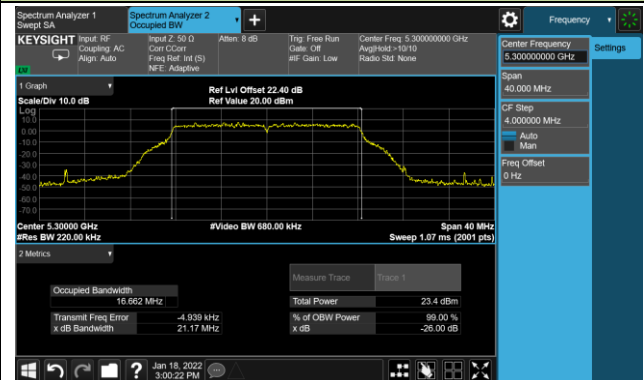 Spectrum Analyzer 1
Swept SA
Spectrum Analyzer 2
Occupied BW
Frequency
KEYSIGHT
Input: RF
Coupling: AC
Align: Auto
Input Z: 50 Ω
Corr CCorr
Freq Ref: Int (S)
NFE: Adaptive
Atten: 8 dB
Trig: Free Run
Gate: Off
#IF Gain: Low
Center Freq: 5.300000000 GHz
Avg|Hold:>10/10
Radio Std: None
Center Frequency
5.300000000 GHz
Settings
Span
40.000 MHz
CF Step
4.000000 MHz
Auto
Man
Freq Offset
0 Hz
1 Graph
Scale/Div 10.0 dB
Ref Lvl Offset 22.40 dB
Ref Value 20.00 dBm
Log
10.0
0.00
-10.0
-20.0
-30.0
-40.0
-50.0
-60.0
-70.0
Center 5.30000 GHz
#Res BW 220.00 kHz
#Video BW 680.00 kHz
Span 40 MHz
Sweep 1.07 ms (2001 pts)
2 Metrics
Measure Trace
Trace 1
Occupied Bandwidth
16.662 MHz
Total Power
23.4 dBm
Transmit Freq Error
-4.939 kHz
% of OBW Power
99.00 %
x dB Bandwidth
21.17 MHz
x dB
-26.00 dB
Jan 18, 2022
3:00:22 PM